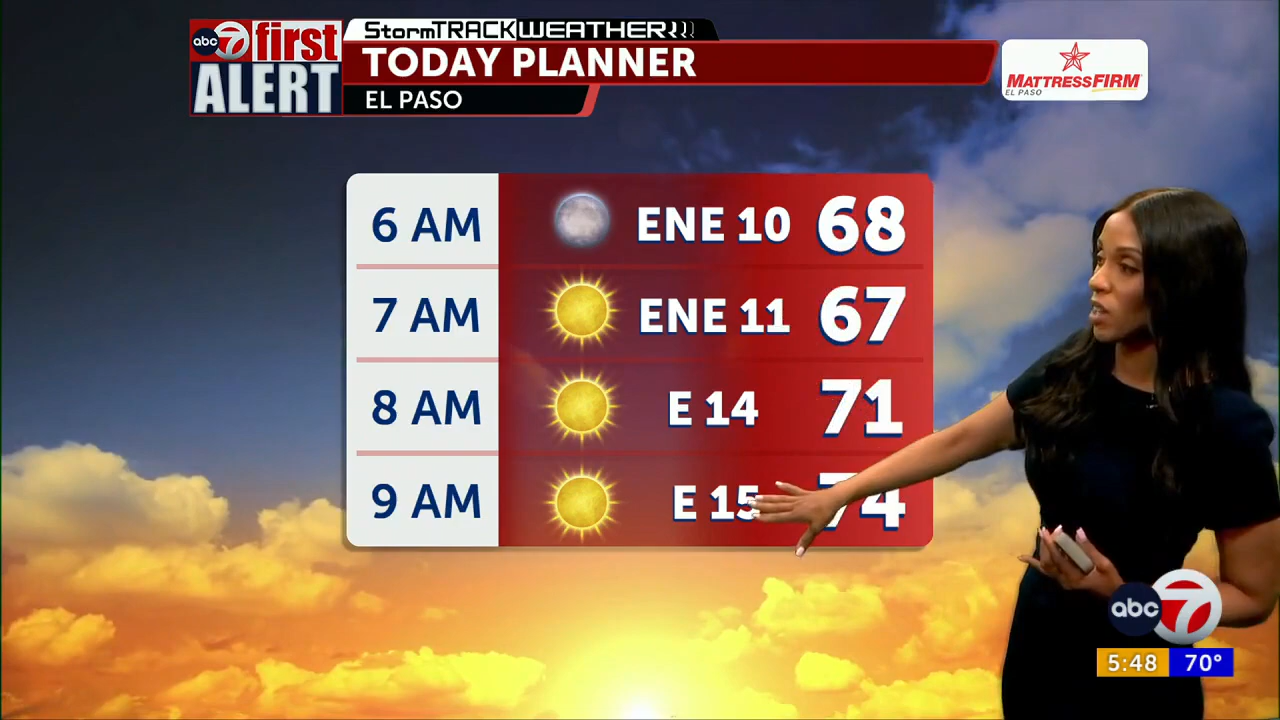 StormTRACKWEATHER
abc 7 first
ALERT
TODAY PLANNER
EL PASO
MATTRESSFIRM
EL PASO
6 AM ENE 10 68
7 AM ENE 11 67
8 AM E 14 71
9 AM E 15 74
abc 7
5:48 70°